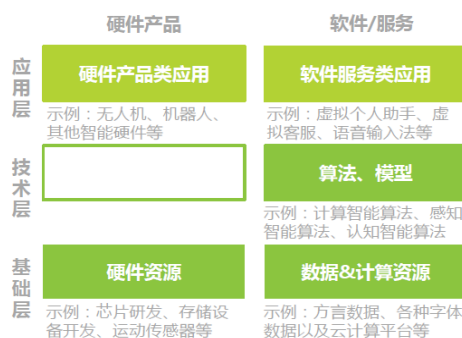 硬件产品
软件/服务
应用层
硬件产品类应用
软件服务类应用
示例：无人机、机器人、
其他智能硬件等
示例：虚拟个人助手、虚
拟客服、语音输入法等
技术层
算法、模型
示例：计算智能算法、感知
智能算法、认知智能算法
基础层
硬件资源
数据&计算资源
示例：芯片研发、存储设
备开发、运动传感器等
示例：方言数据、各种字体
数据以及云计算平台等